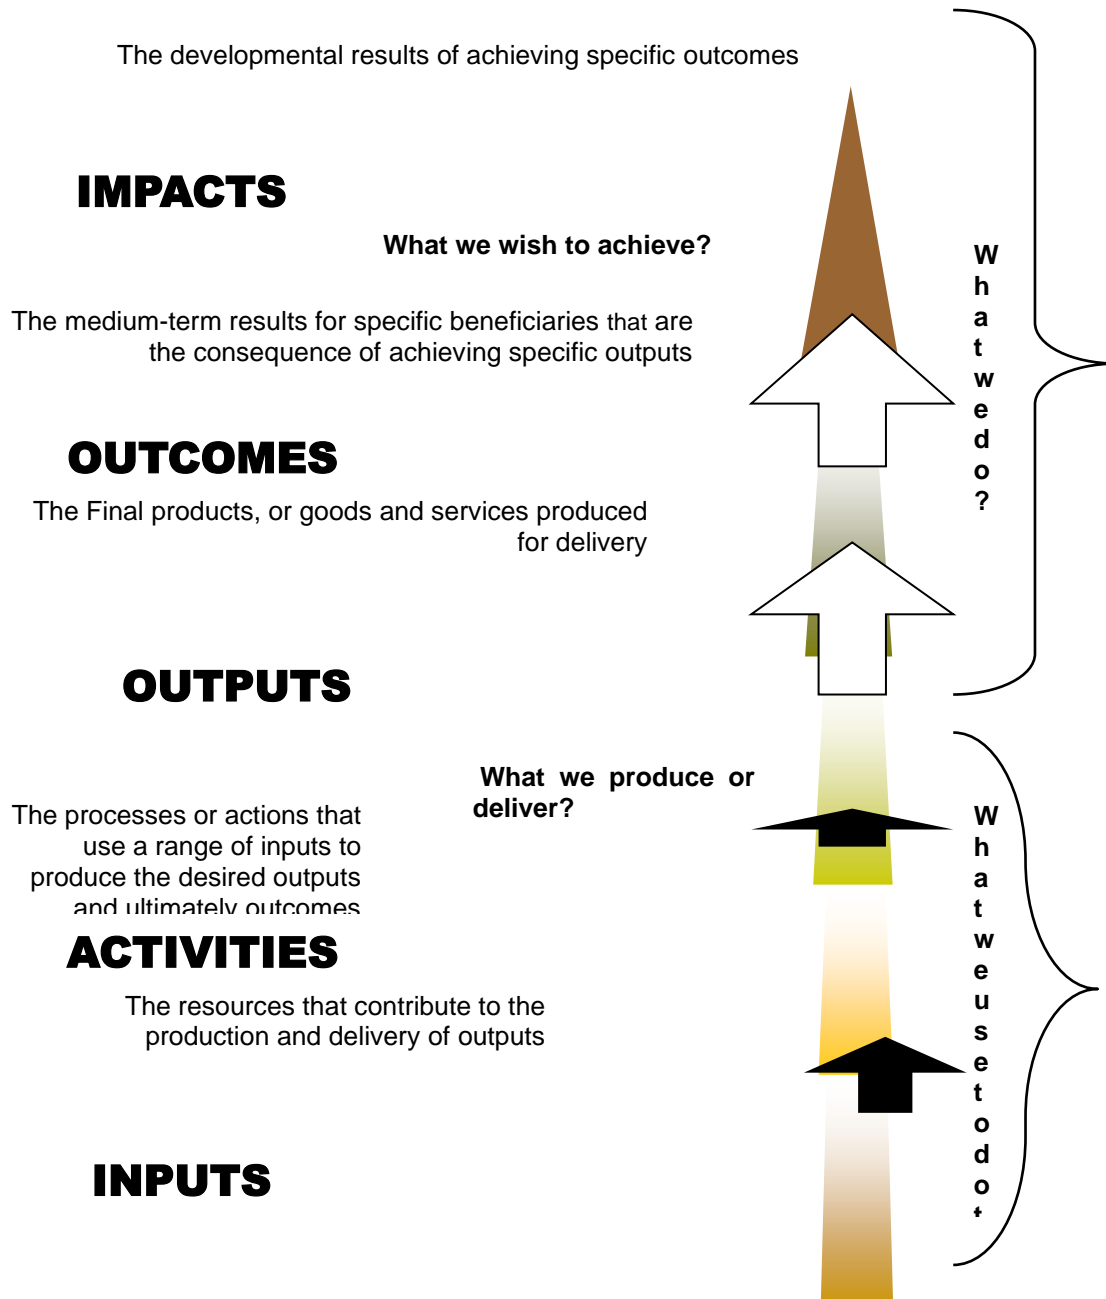 The developmental results of achieving specific outcomes
IMPACTS
What we wish to achieve?
The medium-term results for specific beneficiaries that are
the consequence of achieving specific outputs
OUTCOMES
The Final products, or goods and services produced
for delivery
OUTPUTS
What we produce or
deliver?
The processes or actions that
use a range of inputs to
produce the desired outputs
and ultimately outcomes
ACTIVITIES
The resources that contribute to the
production and delivery of outputs
INPUTS
W
h
a
t
w
e
d
o
?
W
h
a
t
w
e
u
s
e
t
o
d
o
t